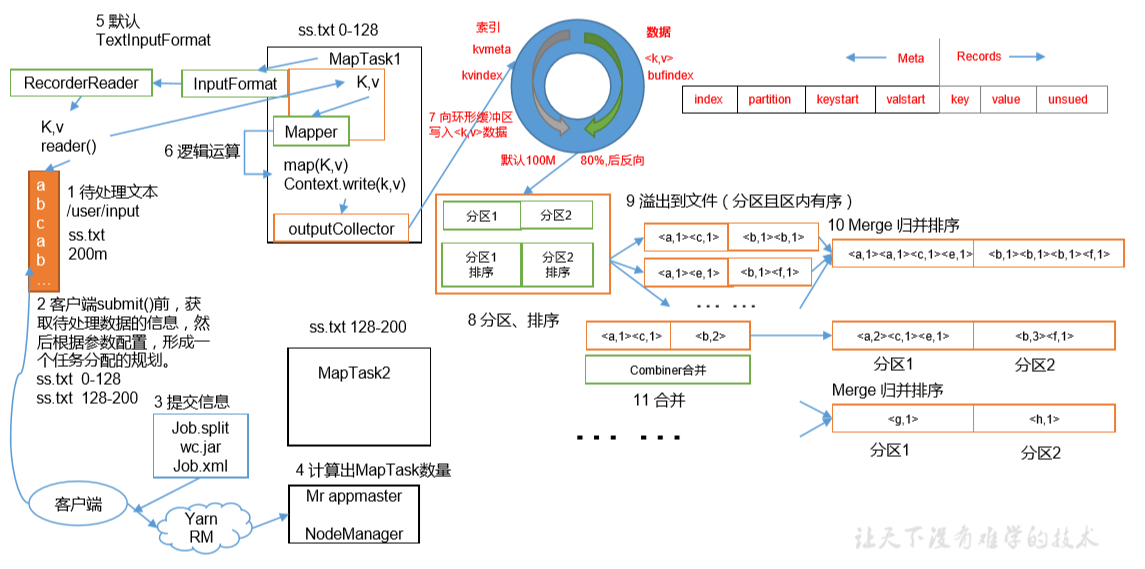 5 默认
TextInputFormat
RecorderReader
InputFormat
K,v
reader()
a
b
c
a
b
...
1 待处理文本
/user/input
ss.txt
200m
2 客户端submit()前，获
取待处理数据的信息，然
后根据参数配置，形成一
个任务分配的规划。
ss.txt 0-128
ss.txt 128-200
3 提交信息
Job.split
wc.jar
Job.xml
客户端
Yarn
RM
4 计算出MapTask数量
Mr appmaster
NodeManager
ss.txt 0-128
MapTask1
K,v
Mapper
6 逻辑运算
map(K,v)
Context.write(k,v)
outputCollector
ss.txt 128-200
MapTask2
索引
kvmeta
kvindex
数据
<k,v>
bufindex
7 向环形缓冲区
写入<k,v>数据
默认100M
80%,后反向
Meta
Records
index
partition
keystart
valstart
key
value
unsued
分区1
分区2
分区1
排序
分区2
排序
8 分区、排序
9 溢出到文件（分区且区内有序）
<a,1><c,1>
<b,1><b,1>
<a,1><e,1>
<b,1><f,1>
... ...
10 Merge 归并排序
<a,1><a,1><c,1><e,1>
<b,1><b,1><b,1><f,1>
<a,1><c,1>
<b,2>
Combiner合并
11 合并
<a,2><c,1><e,1>
<b,3><f,1>
分区1
分区2
Merge 归并排序
<g,1>
<h,1>
分区1
分区2
... ...
让天下没有难学的技术